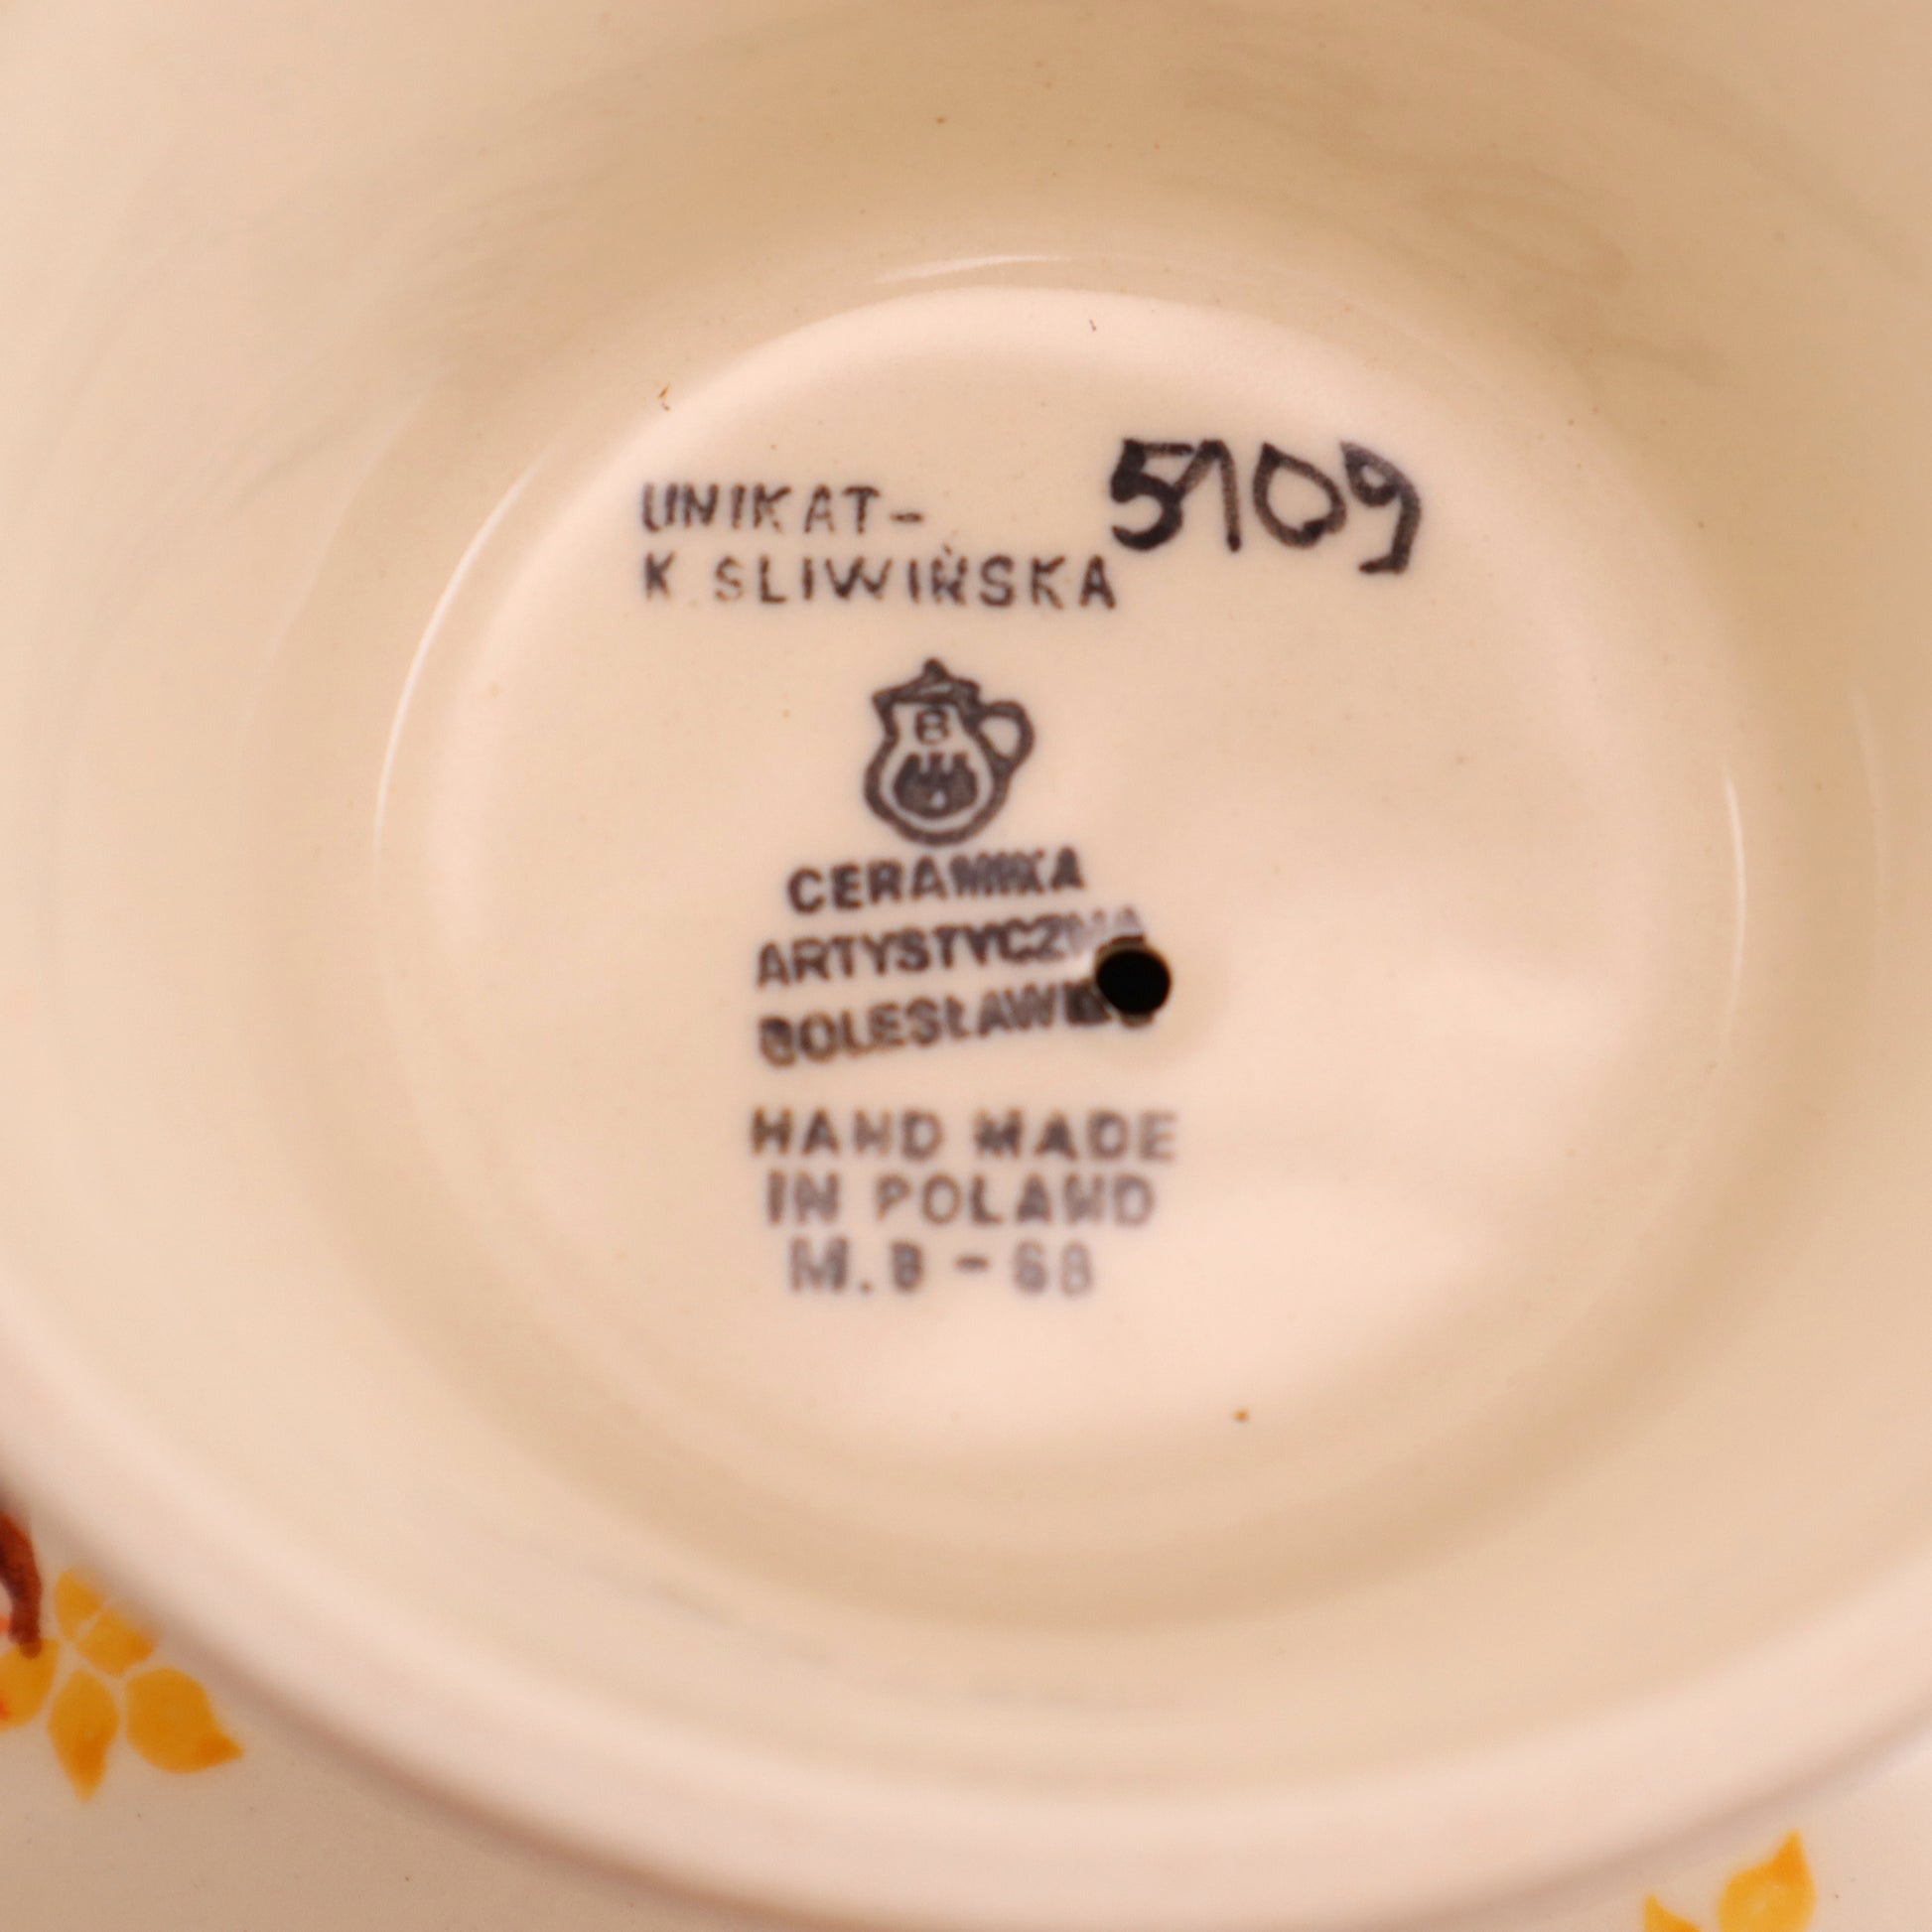 UNIKAT- 5109
K. SLIWIŃSKA
B
CERAMIKA
ARTYSTYCZNA
BOLESŁAWIEC
HAND MADE
IN POLAND
M.B - 68